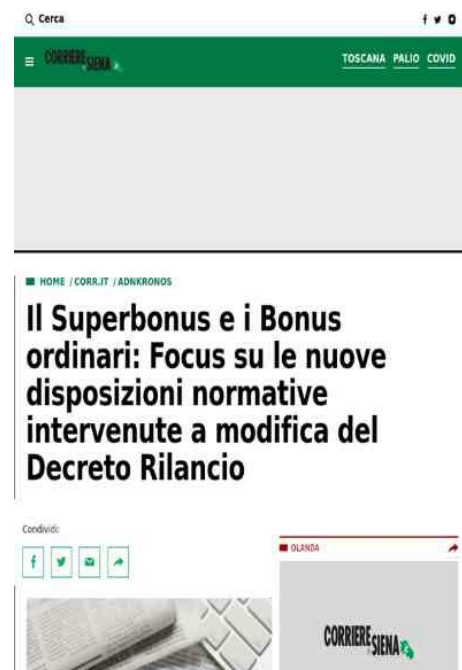 Cerca
CORRIERE SIENA
TOSCANA PALIO COVID
HOME / CORR.IT / ADNKRONOS
Il Superbonus e i Bonus
ordinari: Focus su le nuove
disposizioni normative
intervenute a modifica del
Decreto Rilancio
Condividi:
OLANDA
CORRIERE SIENA